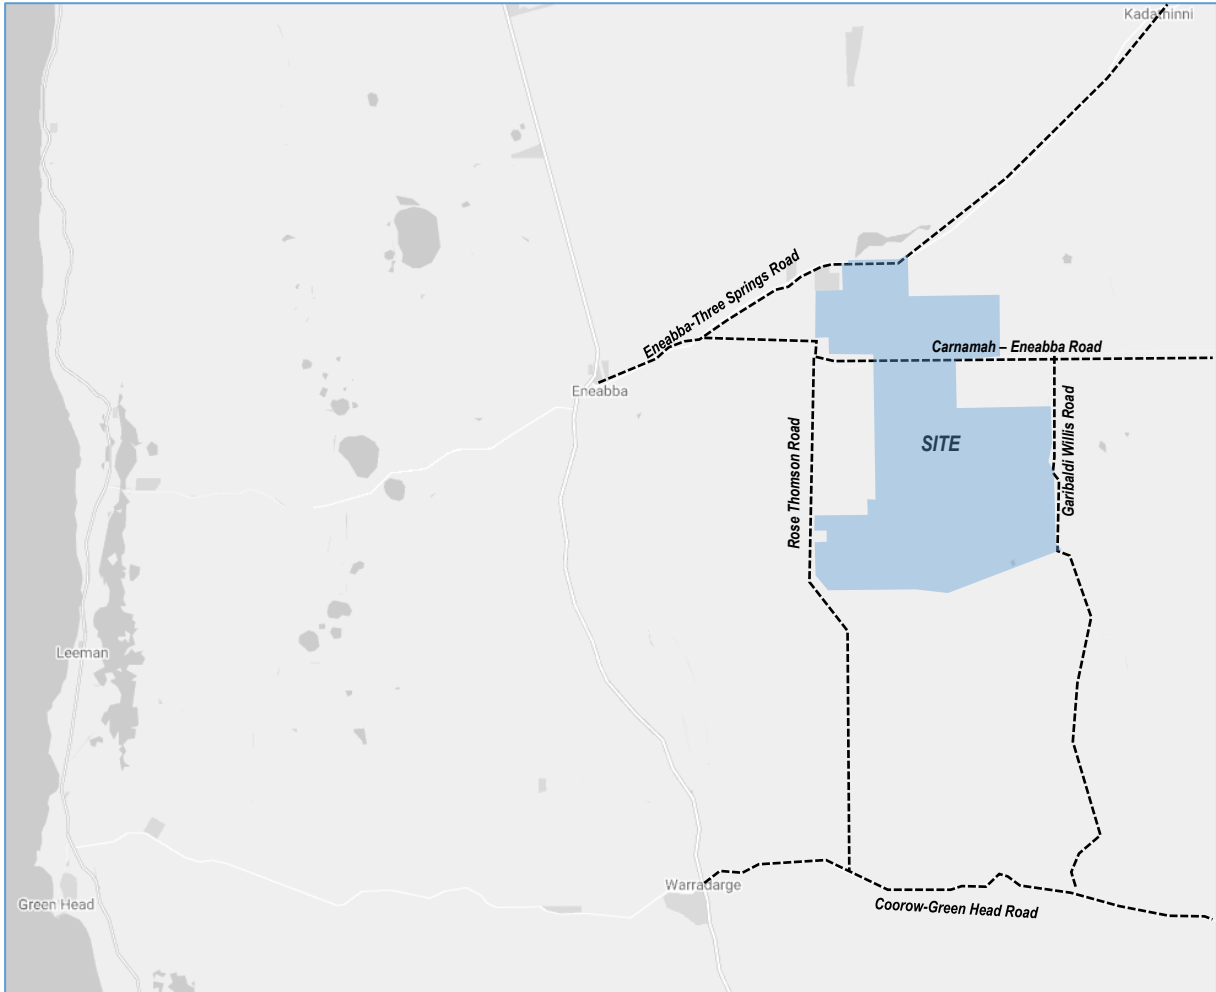 Kadathinni
Eneabba-Three Springs Road
Carnamah – Eneabba Road
Eneabba
Rose Thomson Road
SITE
Garibaldi Willis Road
Leeman
Warradarge
Green Head
Coorow-Green Head Road